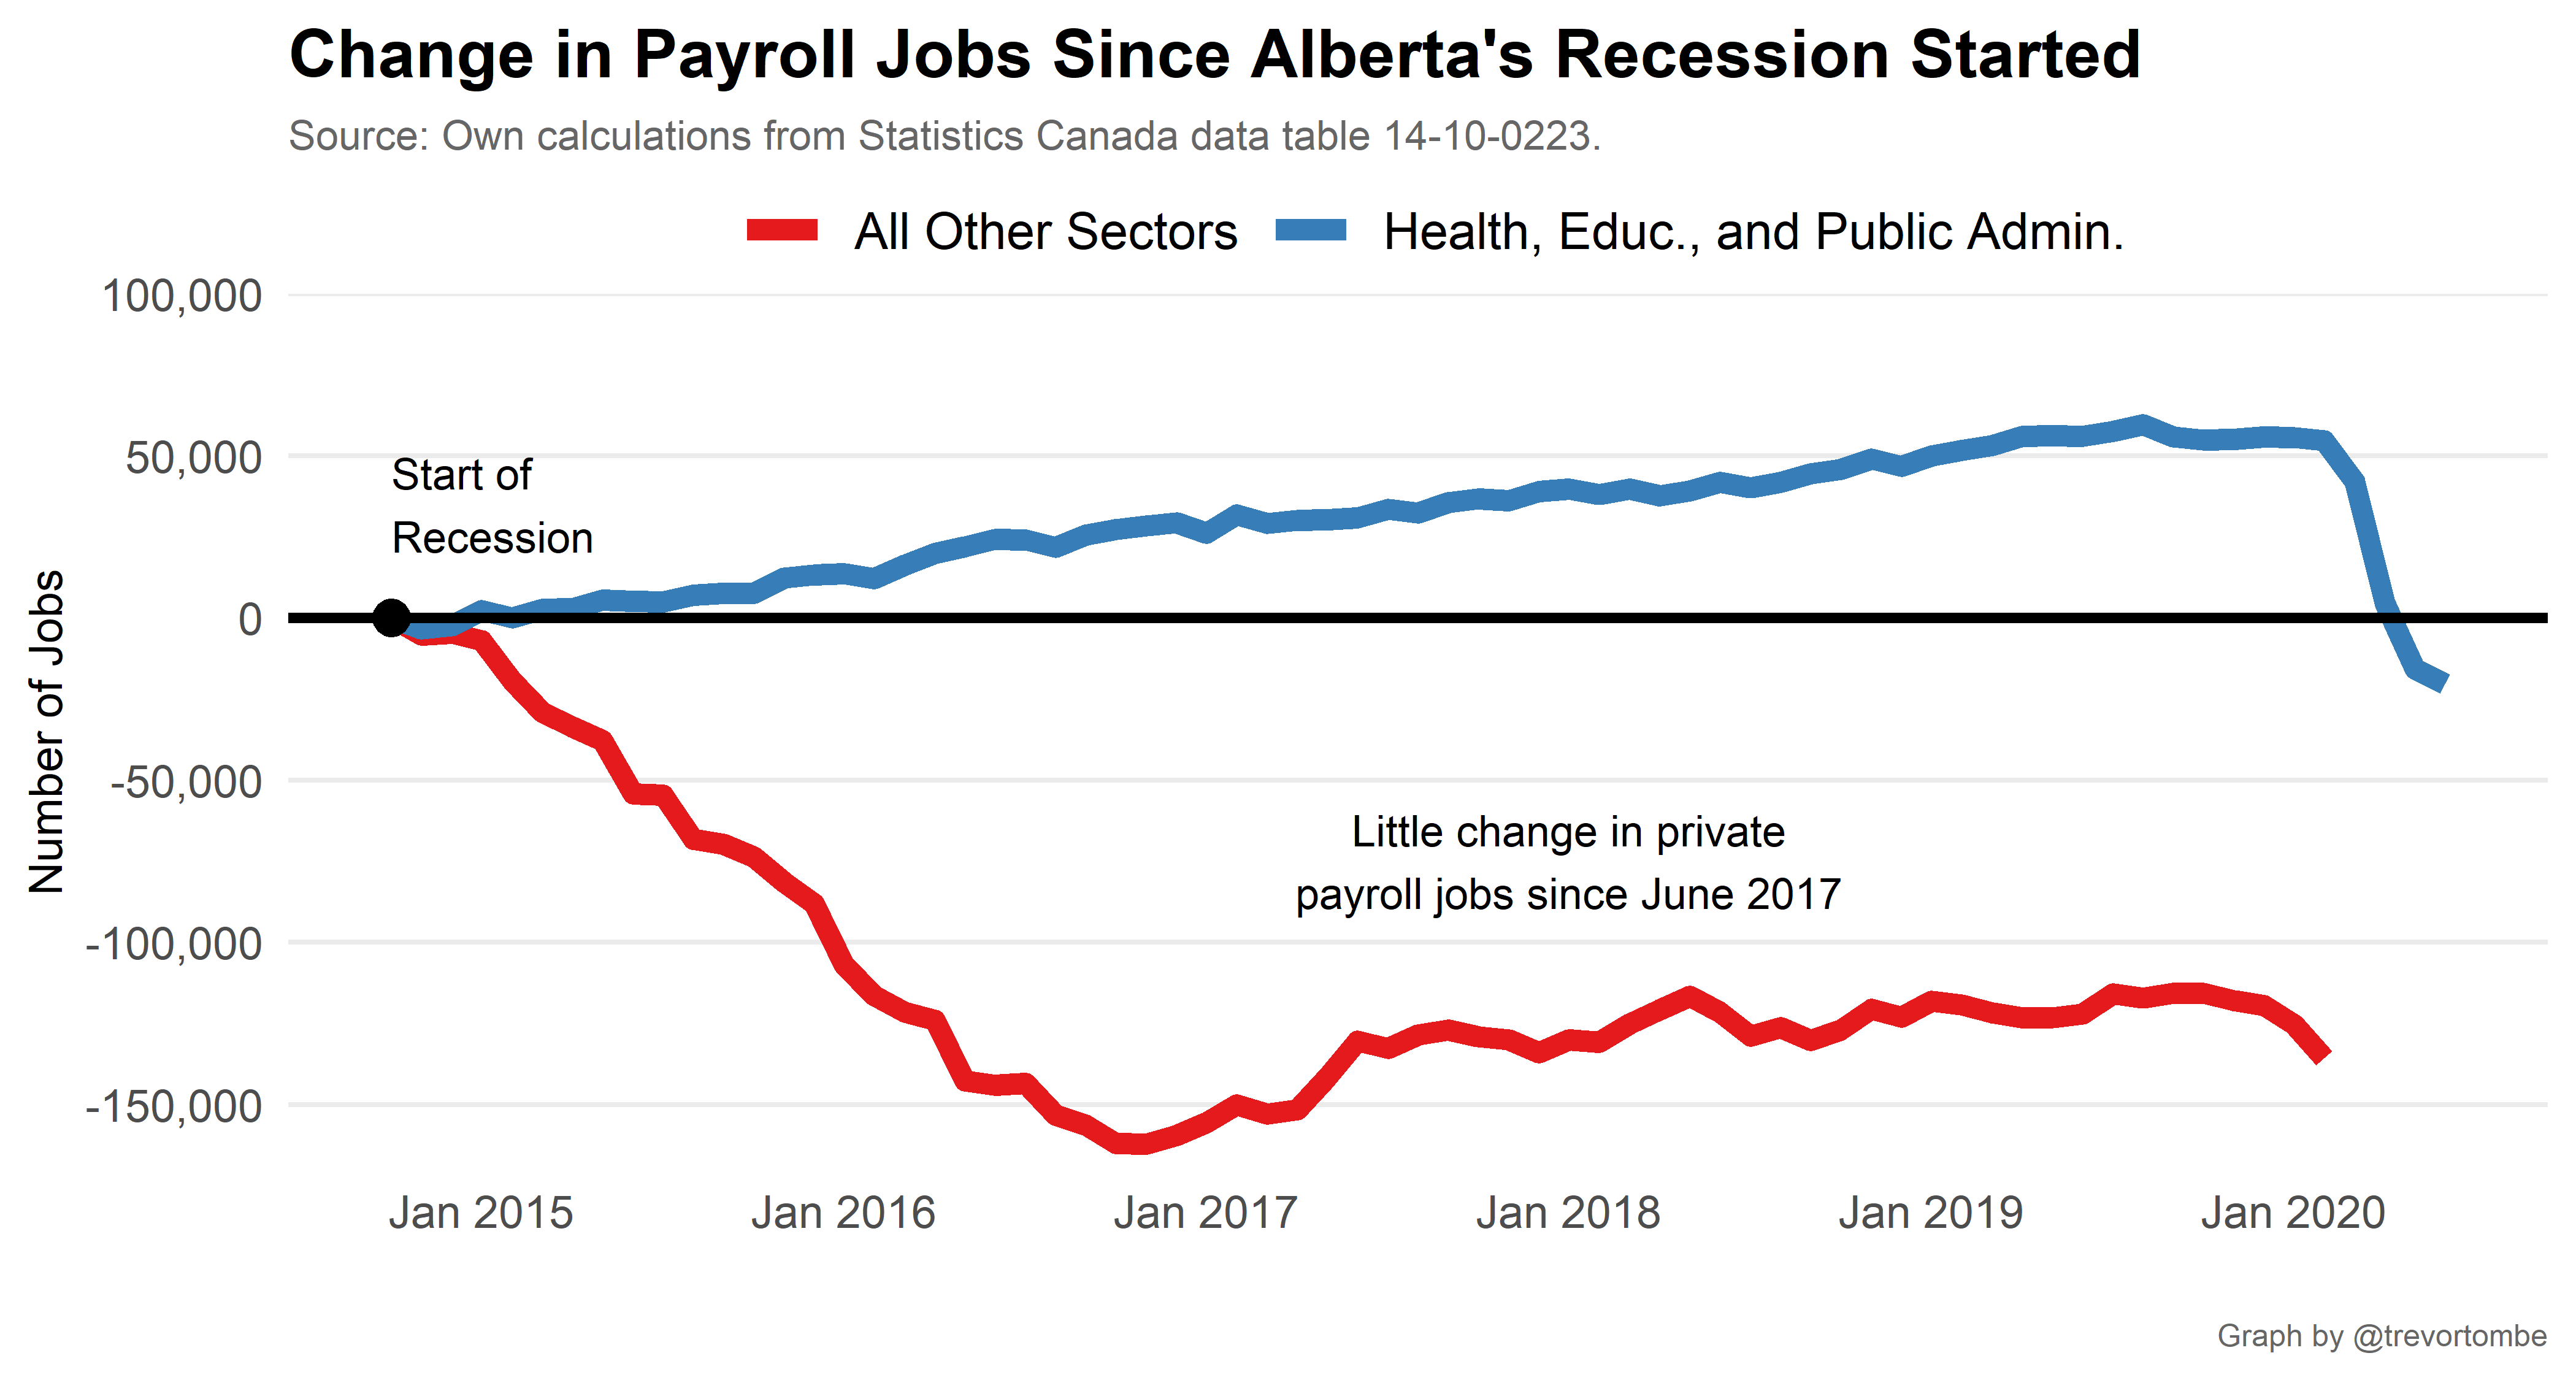 Change in Payroll Jobs Since Alberta's Recession Started
Source: Own calculations from Statistics Canada data table 14-10-0223.
All Other Sectors
Health, Educ., and Public Admin.
Number of Jobs
100,000
50,000
0
-50,000
-100,000
-150,000
Start of
Recession
Little change in private
payroll jobs since June 2017
Jan 2015
Jan 2016
Jan 2017
Jan 2018
Jan 2019
Jan 2020
Graph by @trevortombe